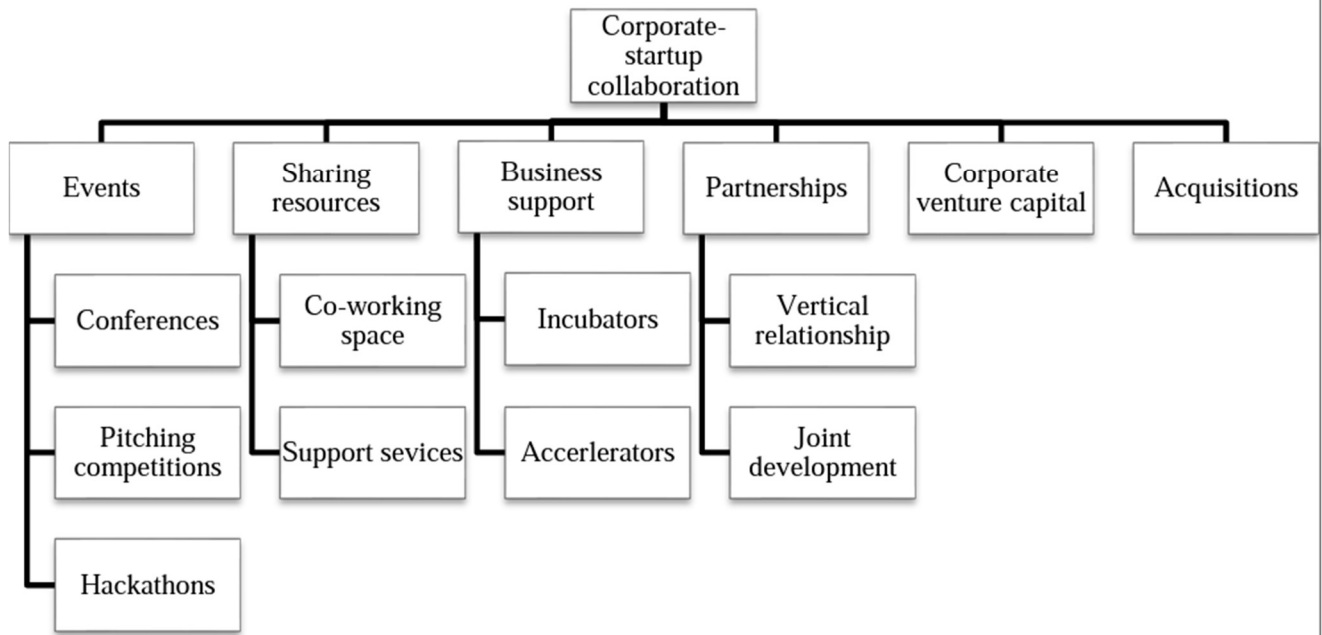 Corporate-
startup
collaboration
Events
Sharing
resources
Business
support
Partnerships
Corporate
venture capital
Acquisitions
Conferences
Co-working
space
Incubators
Vertical
relationship
Pitching
competitions
Support sevices
Accerlerators
Joint
development
Hackathons